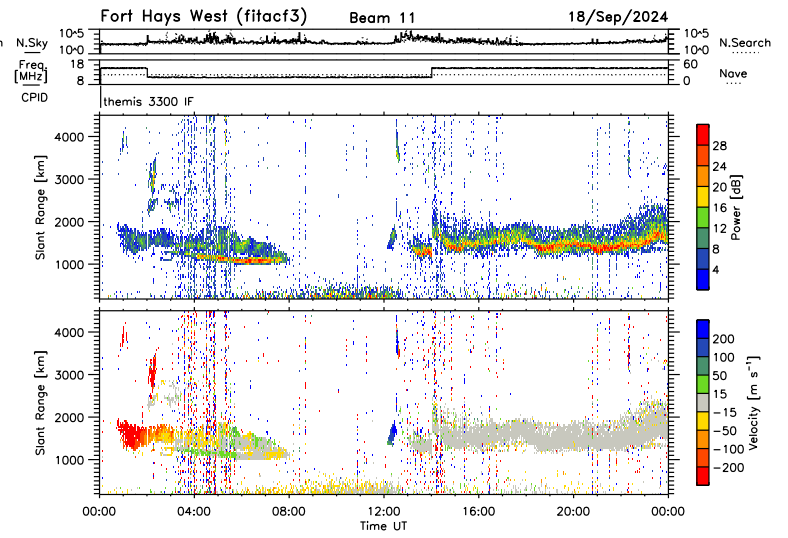 Fort Hays West (fitacf3) Beam 11 18/Sep/2024
N.Sky 10^5 10^0 10^5 10^0 N.Search
Freq. [MHz] 18 8 60 0 Nave
CPID themis 3300 IF
Slant Range [km] 4000 3000 2000 1000
Power [dB] 28 24 20 16 12 8 4
Slant Range [km] 4000 3000 2000 1000
Velocity [m s⁻¹] 200 100 50 15 -15 -50 -100 -200
00:00 04:00 08:00 12:00 16:00 20:00 00:00
Time UT